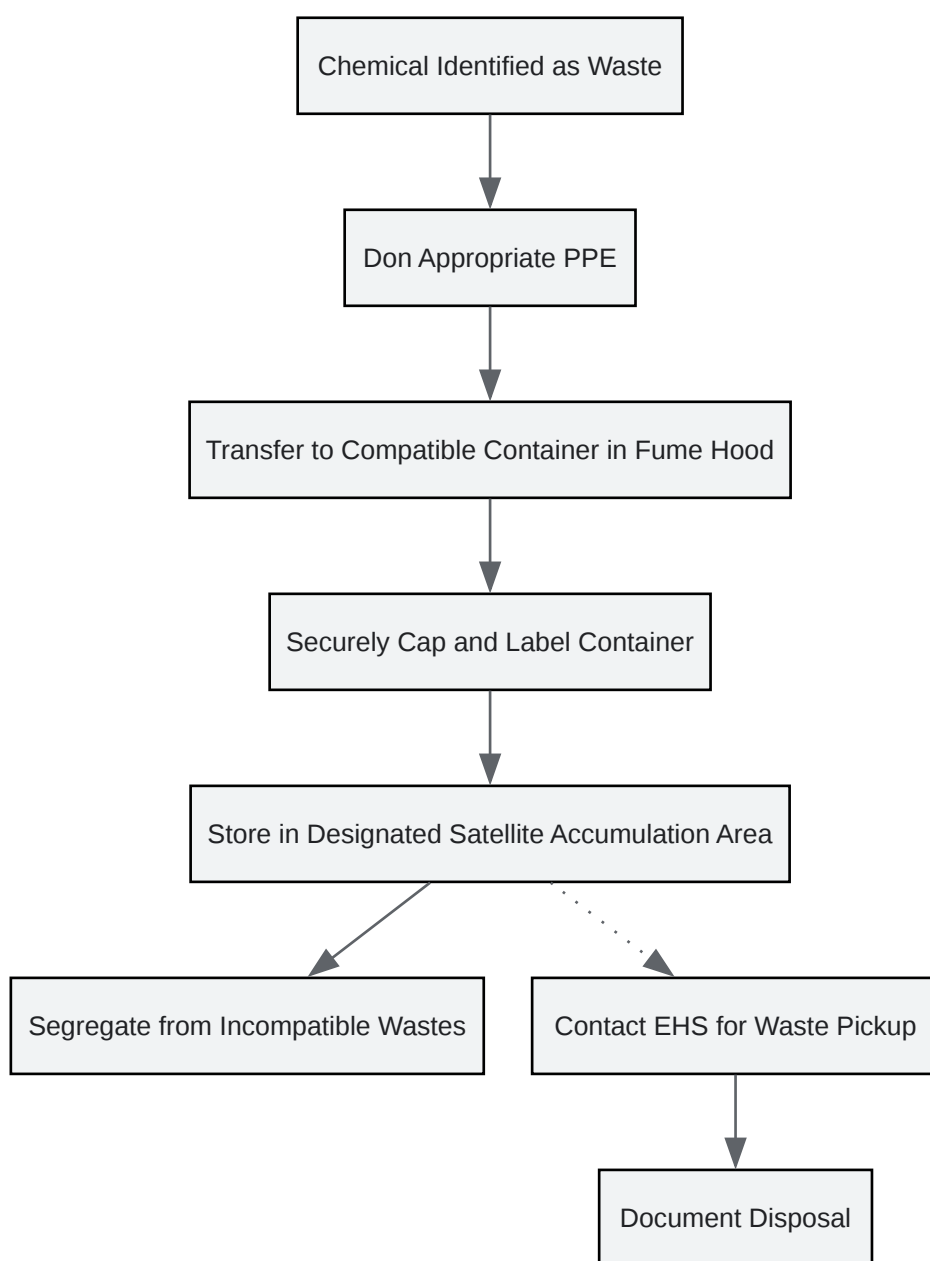 Chemical Identified as Waste
Don Appropriate PPE
Transfer to Compatible Container in Fume Hood
Securely Cap and Label Container
Store in Designated Satellite Accumulation Area
Segregate from Incompatible Wastes
Contact EHS for Waste Pickup
Document Disposal